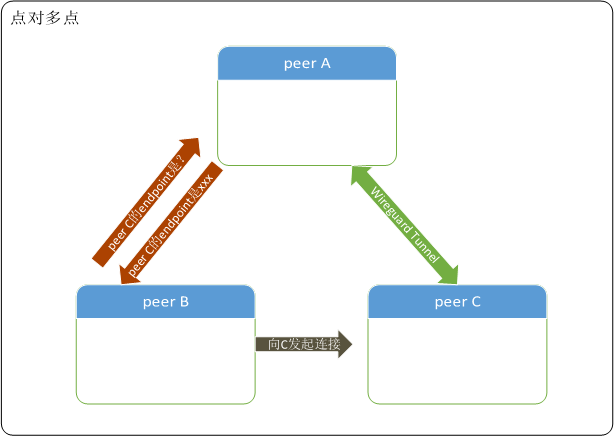 点对多点
peer A
peer C的endpoint是？
peer C的endpoint是xxx
Wireguard Tunnel
peer B
peer C
向C发起连接